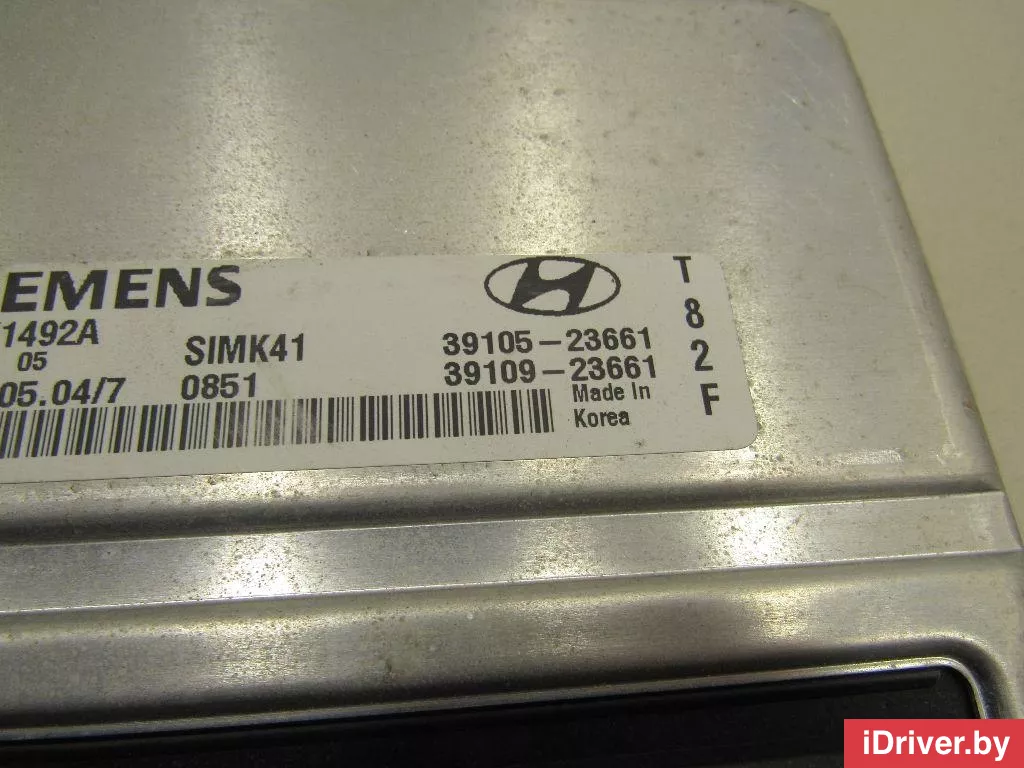 EMENS
1492A
05
SIMK41
05.04/7
0851
39105-23661
39109-23661
Made In
Korea
T
8
2
F
iDriver.by